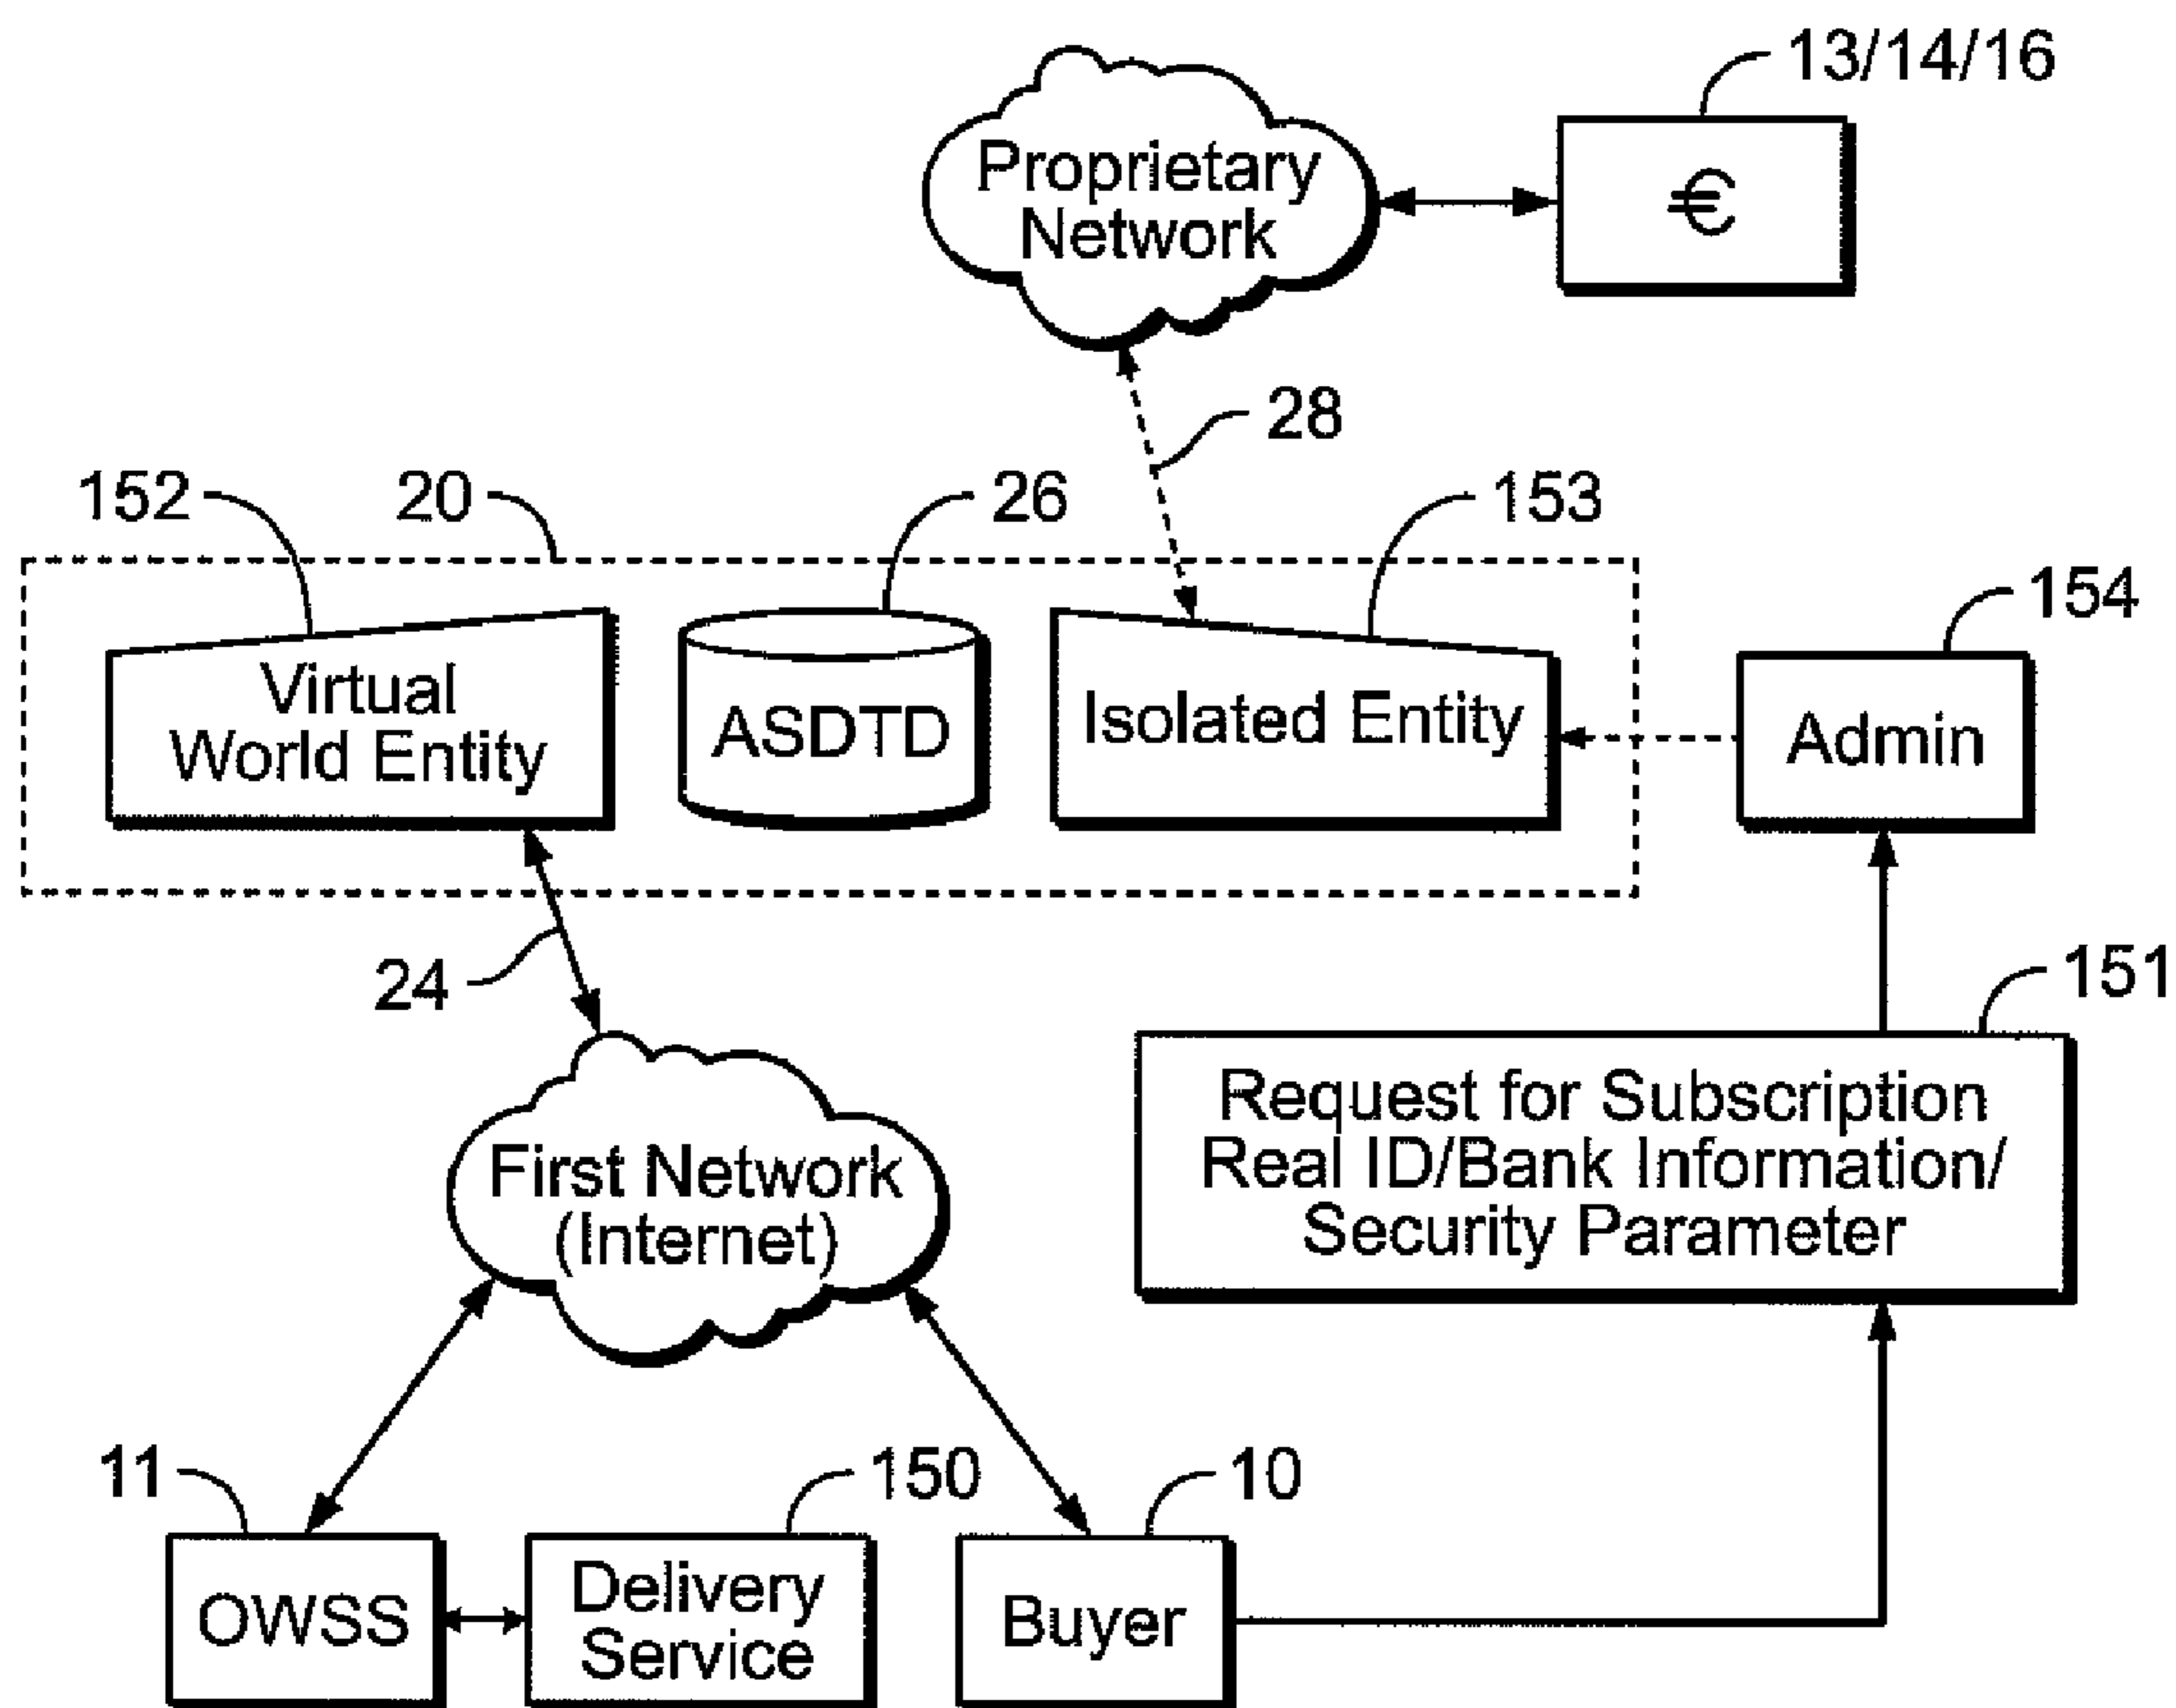 13/14/16
Proprietary
Network
€
28
152
20
26
153
154
Virtual
World Entity
ASDTD
Isolated Entity
Admin
24
151
First Network
(Internet)
Request for Subscription
Real ID/Bank Information/
Security Parameter
11
150
10
OWSS
Delivery
Service
Buyer